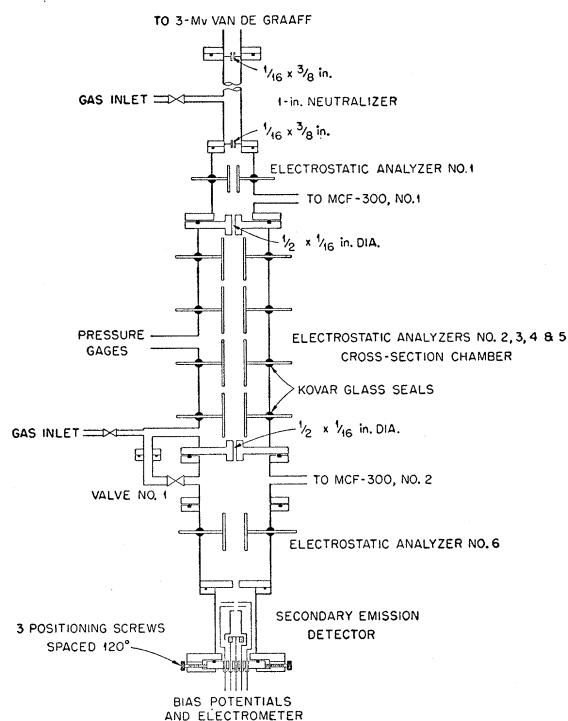 TO 3-Mv VAN DE GRAAFF
1/16 x 3/8 in.
GAS INLET
1-in. NEUTRALIZER
1/16 x 3/8 in.
ELECTROSTATIC ANALYZER NO.1
TO MCF-300, NO.1
1/2 x 1/16 in. DIA.
PRESSURE
GAGES
ELECTROSTATIC ANALYZERS NO. 2, 3, 4 & 5
CROSS-SECTION CHAMBER
KOVAR GLASS SEALS
GAS INLET
1/2 x 1/16 in. DIA.
TO MCF-300, NO. 2
VALVE NO. 1
ELECTROSTATIC ANALYZER NO. 6
SECONDARY EMISSION
DETECTOR
3 POSITIONING SCREWS
SPACED 120°
BIAS POTENTIALS
AND ELECTROMETER